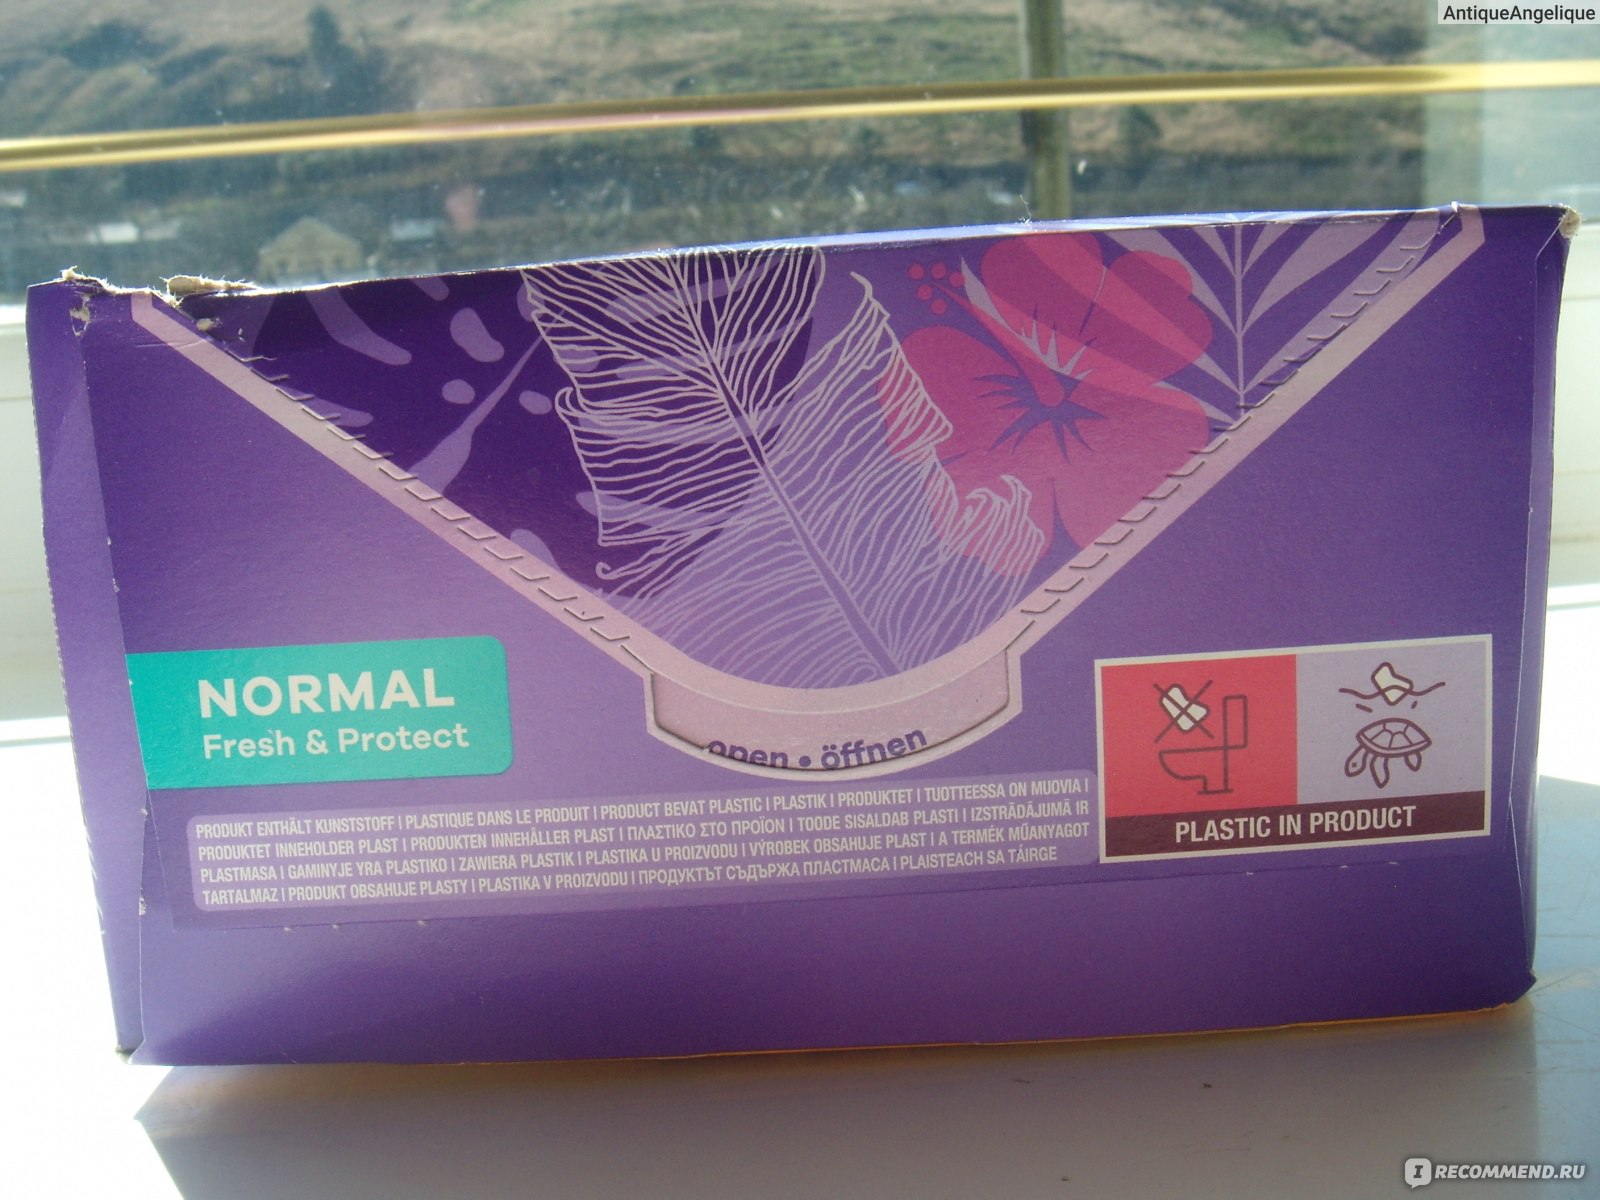 AntiqueAngelique
open • öffnen
NORMAL
Fresh & Protect
PRODUKT ENTHÄLT KUNSTSTOFF | PLASTIQUE DANS LE PRODUIT | PRODUCT BEVAT PLASTIC | PLASTIK I PRODUKTET | TUOTTEESSA ON MUOVIA |
PRODUKTET INNEHOLDER PLAST | PRODUKTEN INNEHÅLLER PLAST | ΠΛΑΣΤΙΚΟ ΣΤΟ ΠΡΟΪΟΝ | TOODE SISALDAB PLASTI | IZSTRĀDĀJUMĀ IR
PLASTMASA | GAMINYJE YRA PLASTIKO | ZAWIERA PLASTIK | PLASTIKA U PROIZVODU | VÝROBEK OBSAHUJE PLAST | A TERMÉK MŰANYAGOT
TARTALMAZ | PRODUKT OBSAHUJE PLASTY | PLASTIKA V PROIZVODU | ПРОДУКТЪТ СЪДЪРЖА ПЛАСТМАСА | PLAISTEACH SA TÁIRGE
PLASTIC IN PRODUCT
IRECOMMEND.RU